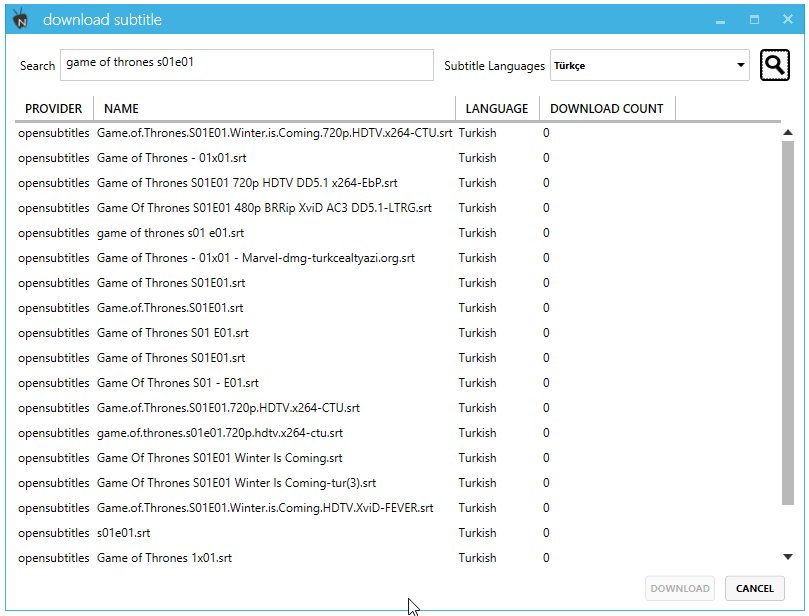 N download subtitle
Search game of thrones s01e01 Subtitle Languages Türkçe
PROVIDER NAME LANGUAGE DOWNLOAD COUNT
opensubtitles Game.of.Thrones.S01E01.Winter.is.Coming.720p.HDTV.x264-CTU.srt Turkish 0
opensubtitles Game of Thrones - 01x01.srt Turkish 0
opensubtitles Game of Thrones S01E01 720p HDTV DD5.1 x264-EbP.srt Turkish 0
opensubtitles Game Of Thrones S01E01 480p BRRip XviD AC3 DD5.1-LTRG.srt Turkish 0
opensubtitles game of thrones s01 e01.srt Turkish 0
opensubtitles Game of Thrones - 01x01 - Marvel-dmg-turkcealtyazi.org.srt Turkish 0
opensubtitles Game of Thrones S01E01.srt Turkish 0
opensubtitles Game.of.Thrones.S01E01.srt Turkish 0
opensubtitles Game of Thrones S01 E01.srt Turkish 0
opensubtitles Game of Thrones S01E01.srt Turkish 0
opensubtitles Game Of Thrones S01 - E01.srt Turkish 0
opensubtitles Game.Of.Thrones.S01E01.720p.HDTV.x264-CTU.srt Turkish 0
opensubtitles game.of.thrones.s01e01.720p.hdtv.x264-ctu.srt Turkish 0
opensubtitles Game Of Thrones S01E01 Winter Is Coming.srt Turkish 0
opensubtitles Game Of Thrones S01E01 Winter Is Coming-tur(3).srt Turkish 0
opensubtitles Game.of.Thrones.S01E01.Winter.is.Coming.HDTV.XviD-FEVER.srt Turkish 0
opensubtitles s01e01.srt Turkish 0
opensubtitles Game of Thrones 1x01.srt Turkish 0
DOWNLOAD CANCEL